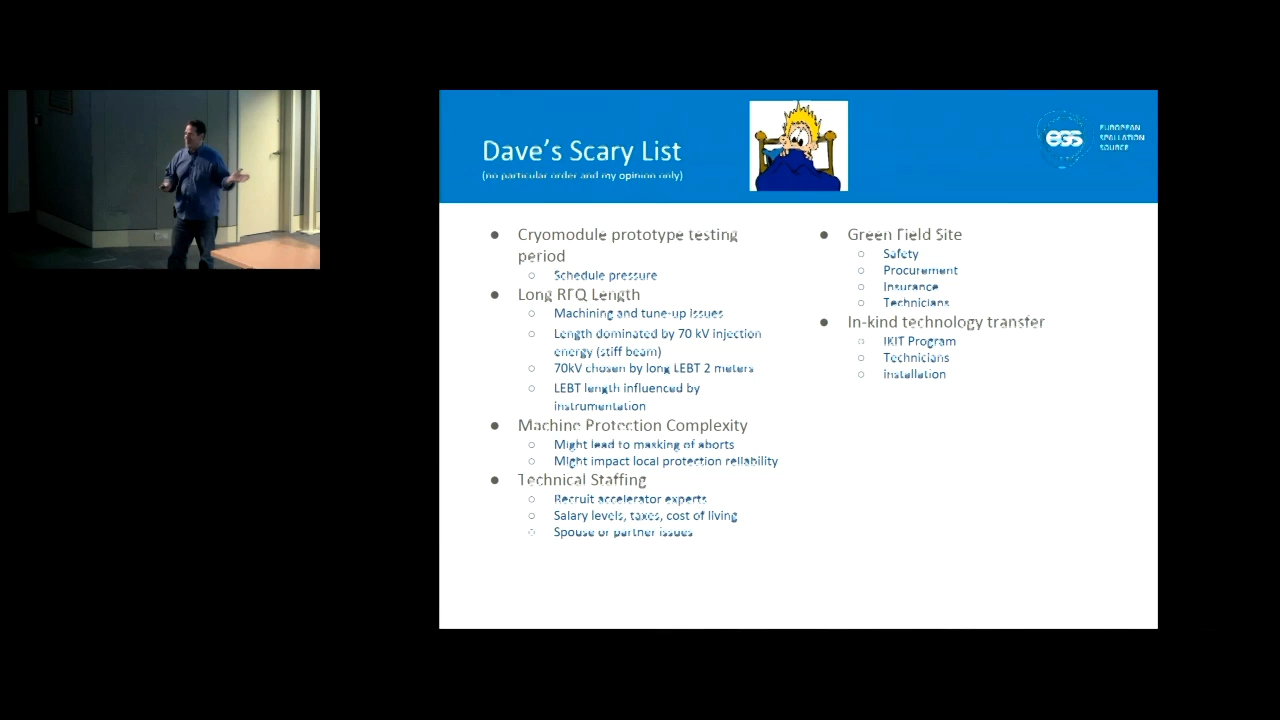 Dave's Scary List
(no particular order and my opinion only)
ess
EUROPEAN
SPALLATION
SOURCE
● Cryomodule prototype testing
period
○ Schedule pressure
● Long RFQ Length
○ Machining and tune-up issues
○ Length dominated by 70 kV injection
energy (stiff beam)
○ 70kV chosen by long LEBT 2 meters
○ LEBT length influenced by
instrumentation
● Machine Protection Complexity
○ Might lead to masking of aborts
○ Might impact local protection reliability
● Technical Staffing
○ Recruit accelerator experts
○ Salary levels, taxes, cost of living
○ Spouse or partner issues
● Green Field Site
○ Safety
○ Procurement
○ Insurance
○ Technicians
● In-kind technology transfer
○ IKIT Program
○ Technicians
○ installation